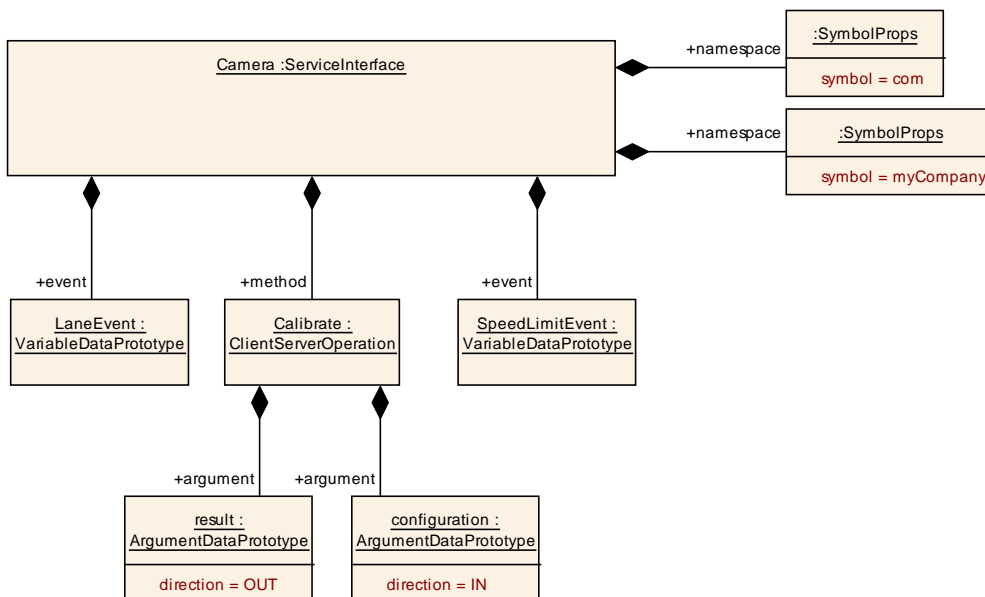 Camera :ServiceInterface
+namespace
:SymbolProps
symbol = com
+namespace
:SymbolProps
symbol = myCompany
+event
+method
+event
LaneEvent :
VariableDataPrototype
Calibrate :
ClientServerOperation
SpeedLimitEvent :
VariableDataPrototype
+argument
+argument
result :
ArgumentDataPrototype
direction = OUT
configuration :
ArgumentDataPrototype
direction = IN